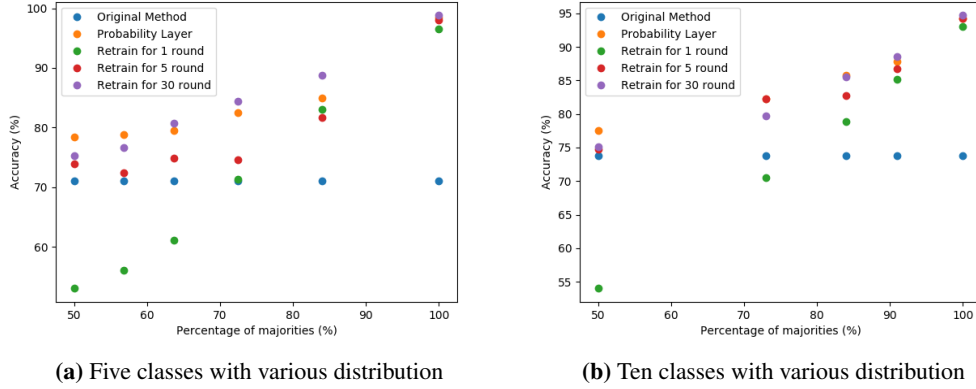 Original Method
Probability Layer
Retrain for 1 round
Retrain for 5 round
Retrain for 30 round
100
90
80
70
60
Accuracy (%)
50 60 70 80 90 100
Percentage of majorities (%)
(a) Five classes with various distribution
Original Method
Probability Layer
Retrain for 1 round
Retrain for 5 round
Retrain for 30 round
95
90
85
80
75
70
65
60
55
Accuracy (%)
50 60 70 80 90 100
Percentage of majorities (%)
(b) Ten classes with various distribution